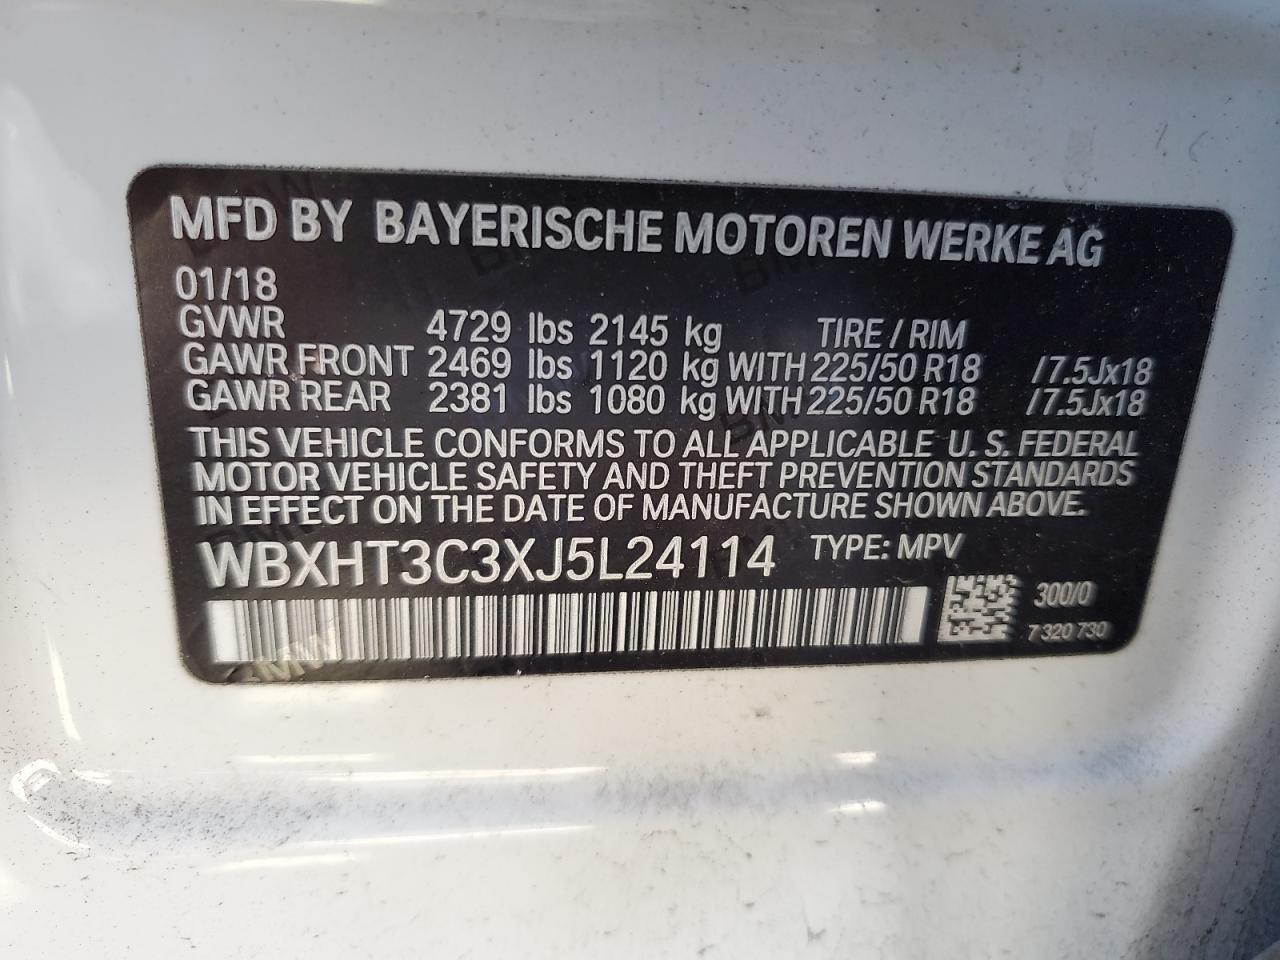 MFD BY BAYERISCHE MOTOREN WERKE AG
01/18
GVWR 4729 lbs 2145 kg TIRE / RIM
GAWR FRONT 2469 lbs 1120 kg WITH 225/50 R18 /7.5Jx18
GAWR REAR 2381 lbs 1080 kg WITH 225/50 R18 /7.5Jx18
THIS VEHICLE CONFORMS TO ALL APPLICABLE U. S. FEDERAL
MOTOR VEHICLE SAFETY AND THEFT PREVENTION STANDARDS
IN EFFECT ON THE DATE OF MANUFACTURE SHOWN ABOVE.
WBXHT3C3XJ5L24114 TYPE: MPV
300/0
7 320 730
BMW